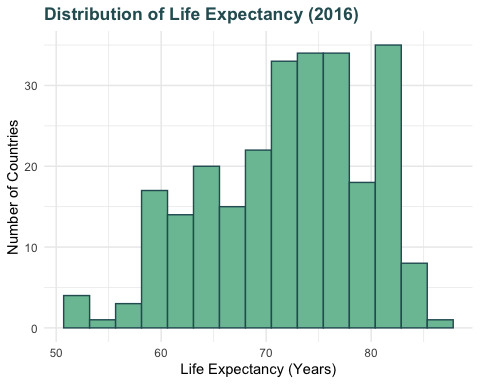 Distribution of Life Expectancy (2016)
30
20
10
0
Number of Countries
50 60 70 80
Life Expectancy (Years)